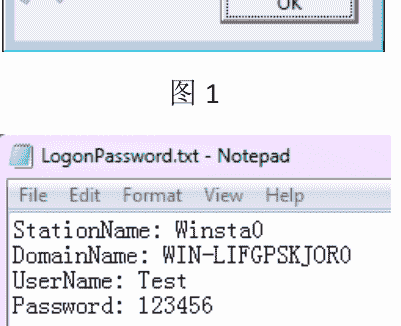 OK
图 1
LogonPassword.txt - Notepad
File Edit Format View Help
StationName: Winsta0
DomainName: WIN-LIFGPSKJOR0
UserName: Test
Password: 123456